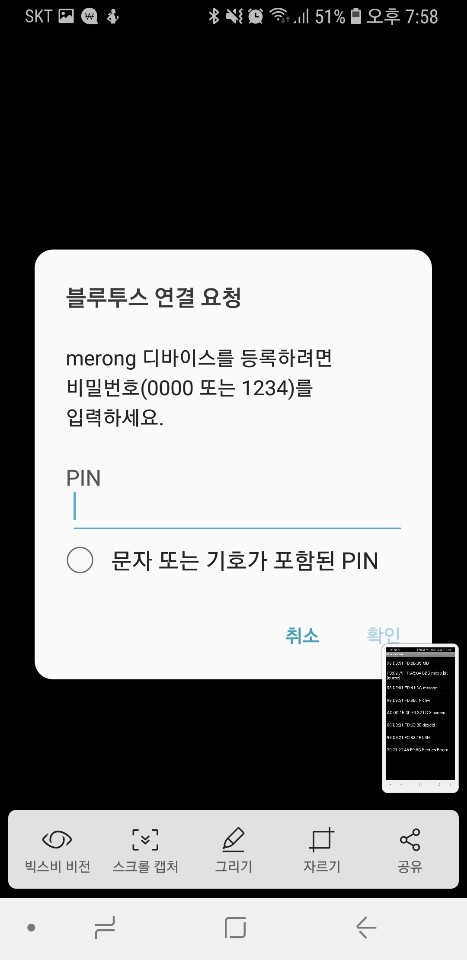 SKT 51% 오후 7:58
블루투스 연결 요청
merong 디바이스를 등록하려면
비밀번호(0000 또는 1234)를
입력하세요.
PIN
문자 또는 기호가 포함된 PIN
취소 확인
빅스비 비전 스크롤 캡처 그리기 자르기 공유